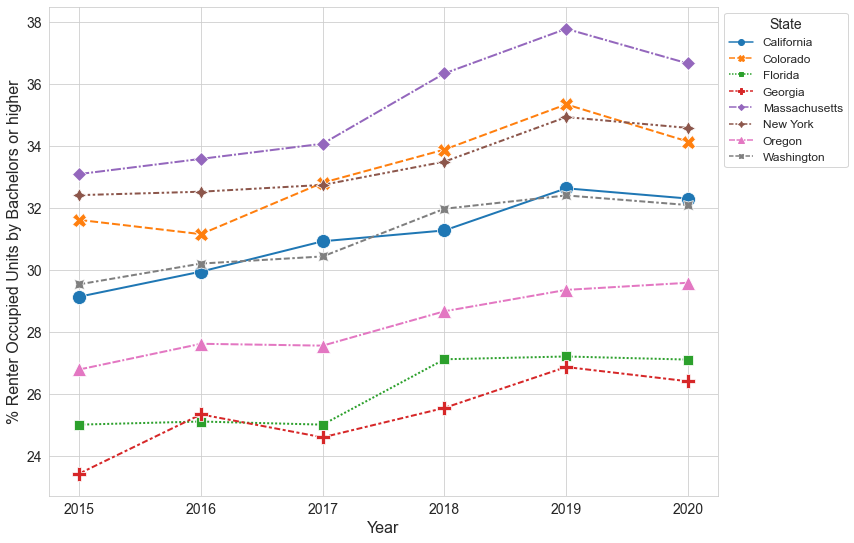 38
36
34
32
30
28
26
24
% Renter Occupied Units by Bachelors or higher
2015 2016 2017 2018 2019 2020
Year
State
California
Colorado
Florida
Georgia
Massachusetts
New York
Oregon
Washington